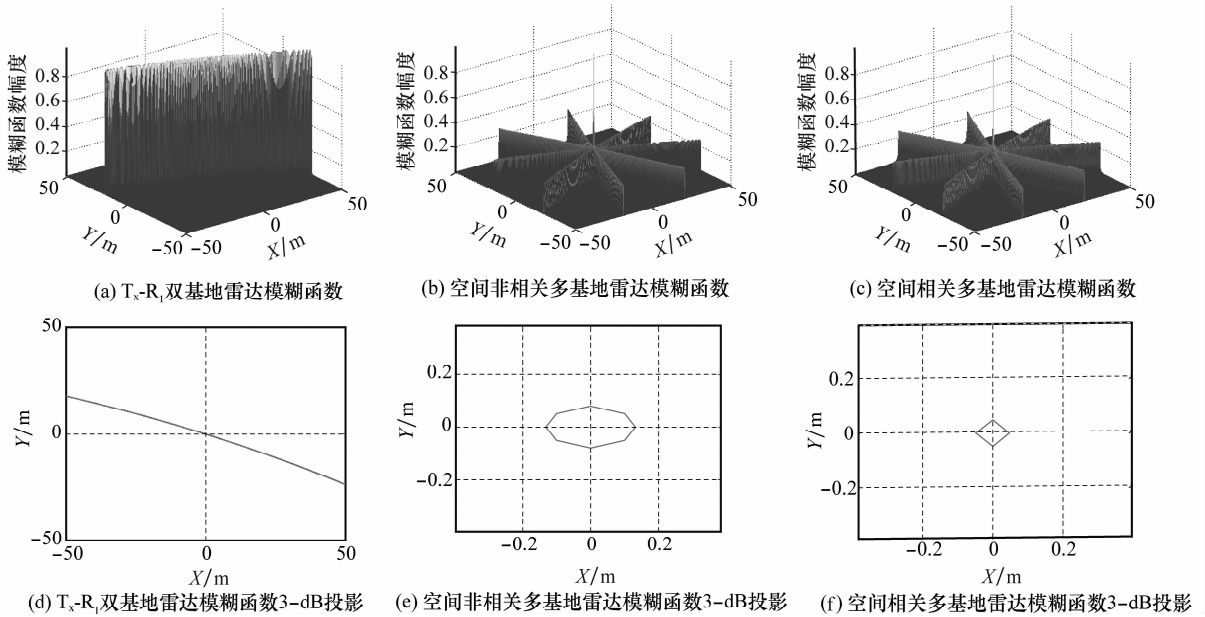 模糊函数幅度
0.8
0.6
0.4
0.2
50
0
-50
Y/m
-50
0
50
X/m
(a) Tx-R1双基地雷达模糊函数
模糊函数幅度
0.8
0.6
0.4
0.2
50
0
-50
Y/m
-50
0
50
X/m
(b) 空间非相关多基地雷达模糊函数
模糊函数幅度
0.8
0.6
0.4
0.2
50
0
-50
Y/m
-50
0
50
X/m
(c) 空间相关多基地雷达模糊函数
50
0
-50
Y/m
-50
0
50
X/m
(d) Tx-R1双基地雷达模糊函数3-dB投影
0.2
0
-0.2
Y/m
-0.2
0
0.2
X/m
(e) 空间非相关多基地雷达模糊函数3-dB投影
0.2
0
-0.2
Y/m
-0.2
0
0.2
X/m
(f) 空间相关多基地雷达模糊函数3-dB投影